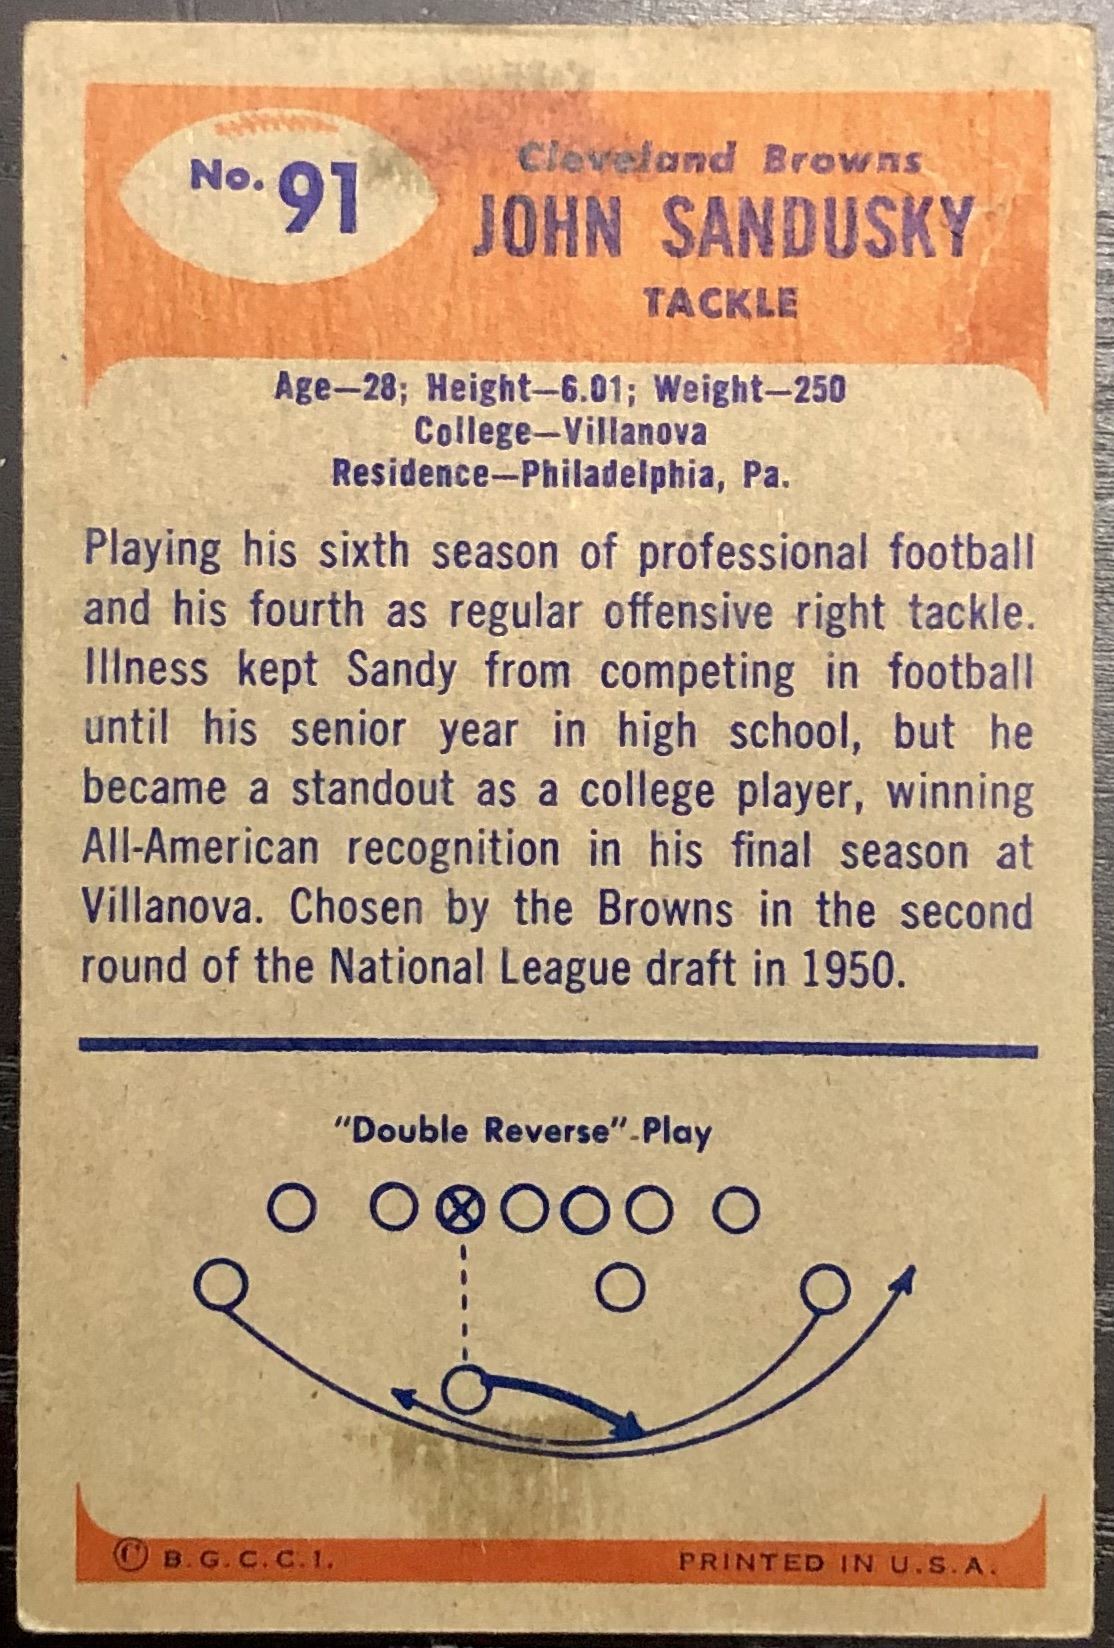 No. 91
Cleveland Browns
JOHN SANDUSKY
TACKLE
Age—28; Height—6.01; Weight—250
College—Villanova
Residence—Philadelphia, Pa.
Playing his sixth season of professional football
and his fourth as regular offensive right tackle.
Illness kept Sandy from competing in football
until his senior year in high school, but he
became a standout as a college player, winning
All-American recognition in his final season at
Villanova. Chosen by the Browns in the second
round of the National League draft in 1950.
"Double Reverse"-Play
© B.G.C.C.I.
PRINTED IN U.S.A.